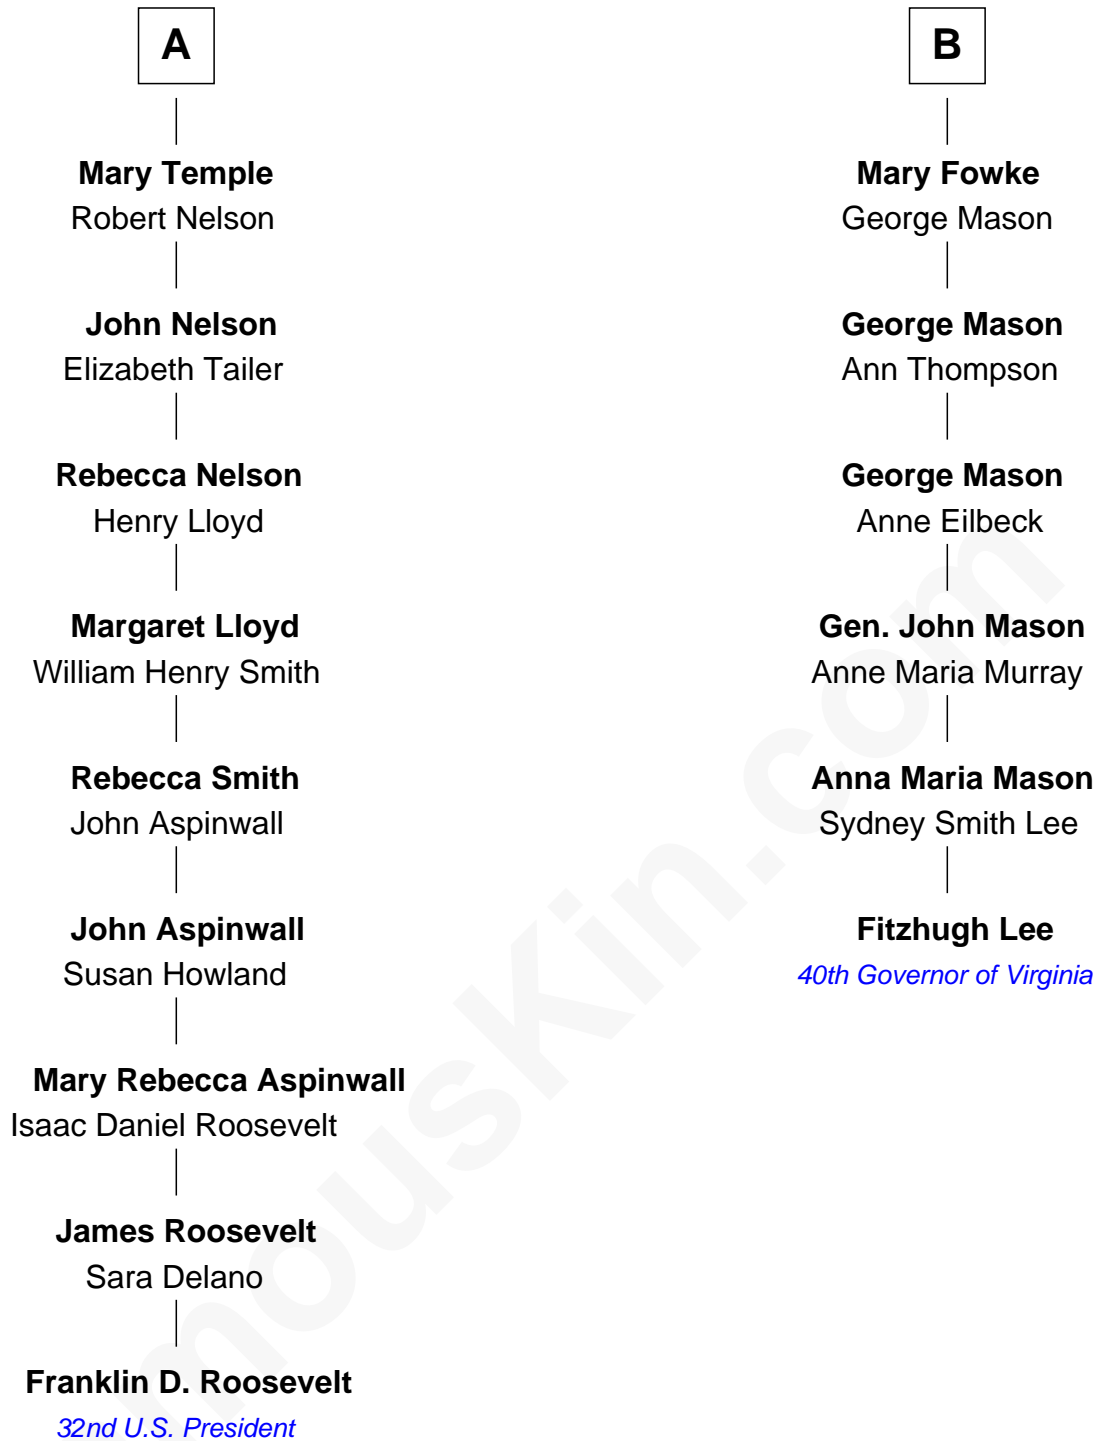 A
Mary Temple
Robert Nelson
John Nelson
Elizabeth Tailer
Rebecca Nelson
Henry Lloyd
Margaret Lloyd
William Henry Smith
Rebecca Smith
John Aspinwall
John Aspinwall
Susan Howland
Mary Rebecca Aspinwall
Isaac Daniel Roosevelt
James Roosevelt
Sara Delano
Franklin D. Roosevelt
32nd U.S. President
B
Mary Fowke
George Mason
George Mason
Ann Thompson
George Mason
Anne Eilbeck
Gen. John Mason
Anne Maria Murray
Anna Maria Mason
Sydney Smith Lee
Fitzhugh Lee
40th Governor of Virginia
mousKin.com